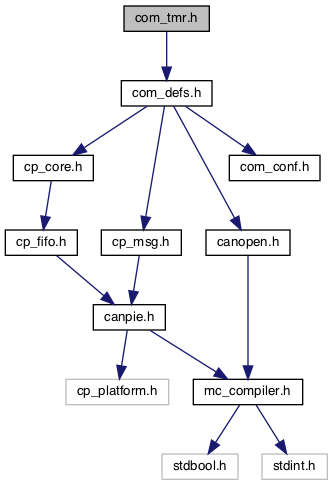 com_tmr.h
com_defs.h
cp_core.h
com_conf.h
cp_fifo.h
cp_msg.h
canopen.h
canpie.h
cp_platform.h
mc_compiler.h
stdbool.h
stdint.h